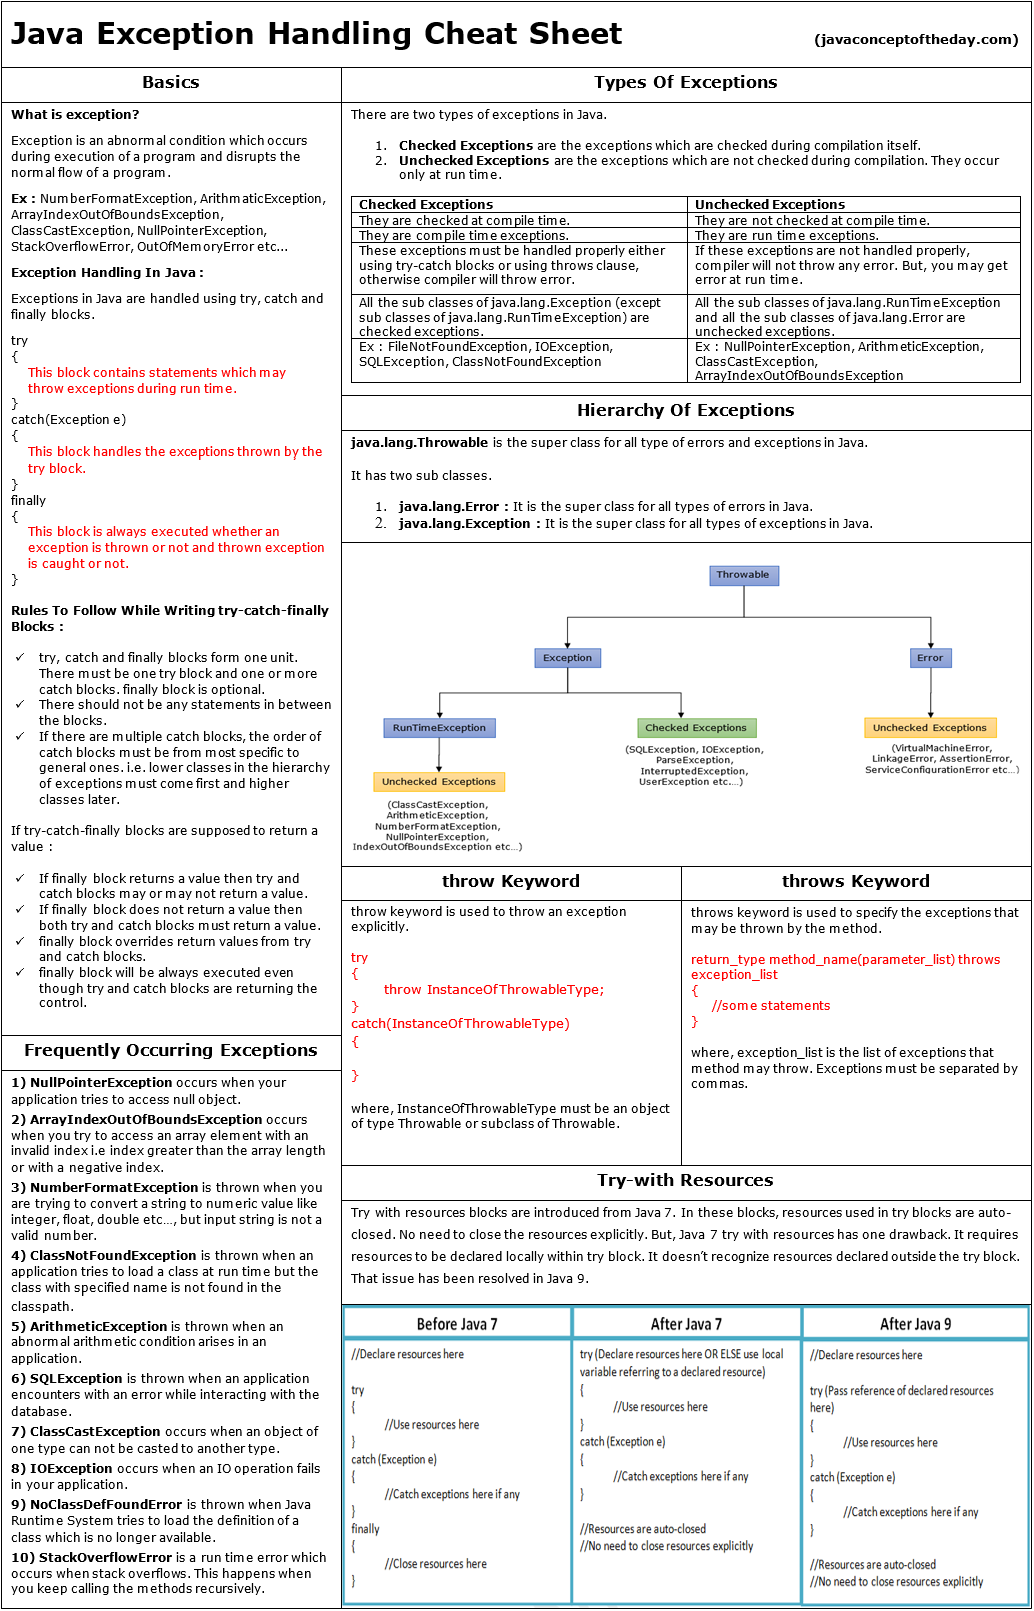 Java Exception Handling Cheat Sheet
(javaconceptoftheday.com)
Basics
What is exception?
Exception is an abnormal condition which occurs
during execution of a program and disrupts the
normal flow of a program.
Ex : NumberFormatException, ArithmaticException,
ArrayIndexOutOfBoundsException,
ClassCastException, NullPointerException,
StackOverflowError, OutOfMemoryError etc...
Exception Handling In Java :
Exceptions in Java are handled using try, catch and
finally blocks.
try
{
This block contains statements which may
throw exceptions during run time.
}
catch(Exception e)
{
This block handles the exceptions thrown by the
try block.
}
finally
{
This block is always executed whether an
exception is thrown or not and thrown exception
is caught or not.
}
Rules To Follow While Writing try-catch-finally
Blocks :
✓ try, catch and finally blocks form one unit.
There must be one try block and one or more
catch blocks. finally block is optional.
✓ There should not be any statements in between
the blocks.
✓ If there are multiple catch blocks, the order of
catch blocks must be from most specific to
general ones. i.e. lower classes in the hierarchy
of exceptions must come first and higher
classes later.
If try-catch-finally blocks are supposed to return a
value :
✓ If finally block returns a value then try and
catch blocks may or may not return a value.
✓ If finally block does not return a value then
both try and catch blocks must return a value.
✓ finally block overrides return values from try
and catch blocks.
✓ finally block will be always executed even
though try and catch blocks are returning the
control.
Frequently Occurring Exceptions
1) NullPointerException occurs when your
application tries to access null object.
2) ArrayIndexOutOfBoundsException occurs
when you try to access an array element with an
invalid index i.e index greater than the array length
or with a negative index.
3) NumberFormatException is thrown when you
are trying to convert a string to numeric value like
integer, float, double etc..., but input string is not a
valid number.
4) ClassNotFoundException is thrown when an
application tries to load a class at run time but the
class with specified name is not found in the
classpath.
5) ArithmeticException is thrown when an
abnormal arithmetic condition arises in an
application.
6) SQLException is thrown when an application
encounters with an error while interacting with the
database.
7) ClassCastException occurs when an object of
one type can not be casted to another type.
8) IOException occurs when an IO operation fails
in your application.
9) NoClassDefFoundError is thrown when Java
Runtime System tries to load the definition of a
class which is no longer available.
10) StackOverflowError is a run time error which
occurs when stack overflows. This happens when
you keep calling the methods recursively.
Types Of Exceptions
There are two types of exceptions in Java.
1. Checked Exceptions are the exceptions which are checked during compilation itself.
2. Unchecked Exceptions are the exceptions which are not checked during compilation. They occur
only at run time.
Checked Exceptions
Unchecked Exceptions
They are checked at compile time.
They are not checked at compile time.
They are compile time exceptions.
They are run time exceptions.
These exceptions must be handled properly either
using try-catch blocks or using throws clause,
otherwise compiler will throw error.
If these exceptions are not handled properly,
compiler will not throw any error. But, you may get
error at run time.
All the sub classes of java.lang.Exception (except
sub classes of java.lang.RunTimeException) are
checked exceptions.
All the sub classes of java.lang.RunTimeException
and all the sub classes of java.lang.Error are
unchecked exceptions.
Ex : FileNotFoundException, IOException,
SQLException, ClassNotFoundException
Ex : NullPointerException, ArithmeticException,
ClassCastException,
ArrayIndexOutOfBoundsException
Hierarchy Of Exceptions
java.lang.Throwable is the super class for all type of errors and exceptions in Java.
It has two sub classes.
1. java.lang.Error : It is the super class for all types of errors in Java.
2. java.lang.Exception : It is the super class for all types of exceptions in Java.
Throwable
Exception
Error
RunTimeException
Checked Exceptions
Unchecked Exceptions
(SQLException, IOException,
ParseException,
InterruptedException,
UserException etc....)
(VirtualMachineError,
LinkageError, AssertionError,
ServiceConfigurationError etc...)
Unchecked Exceptions
(ClassCastException,
ArithmeticException,
NumberFormatException,
NullPointerException,
IndexOutOfBoundsException etc...)
throw Keyword
throw keyword is used to throw an exception
explicitly.
try
{
throw InstanceOfThrowableType;
}
catch(InstanceOfThrowableType)
{
}
where, InstanceOfThrowableType must be an object
of type Throwable or subclass of Throwable.
throws Keyword
throws keyword is used to specify the exceptions that
may be thrown by the method.
return_type method_name(parameter_list) throws
exception_list
{
//some statements
}
where, exception_list is the list of exceptions that
method may throw. Exceptions must be separated by
commas.
Try-with Resources
Try with resources blocks are introduced from Java 7. In these blocks, resources used in try blocks are auto-
closed. No need to close the resources explicitly. But, Java 7 try with resources has one drawback. It requires
resources to be declared locally within try block. It doesn't recognize resources declared outside the try block.
That issue has been resolved in Java 9.
Before Java 7
//Declare resources here
try
{
//Use resources here
}
catch (Exception e)
{
//Catch exceptions here if any
}
finally
{
//Close resources here
}
After Java 7
try (Declare resources here OR ELSE use local
variable referring to a declared resource)
{
//Use resources here
}
catch (Exception e)
{
//Catch exceptions here if any
}
//Resources are auto-closed
//No need to close resources explicitly
After Java 9
//Declare resources here
try (Pass reference of declared resources
here)
{
//Use resources here
}
catch (Exception e)
{
//Catch exceptions here if any
}
//Resources are auto-closed
//No need to close resources explicitly